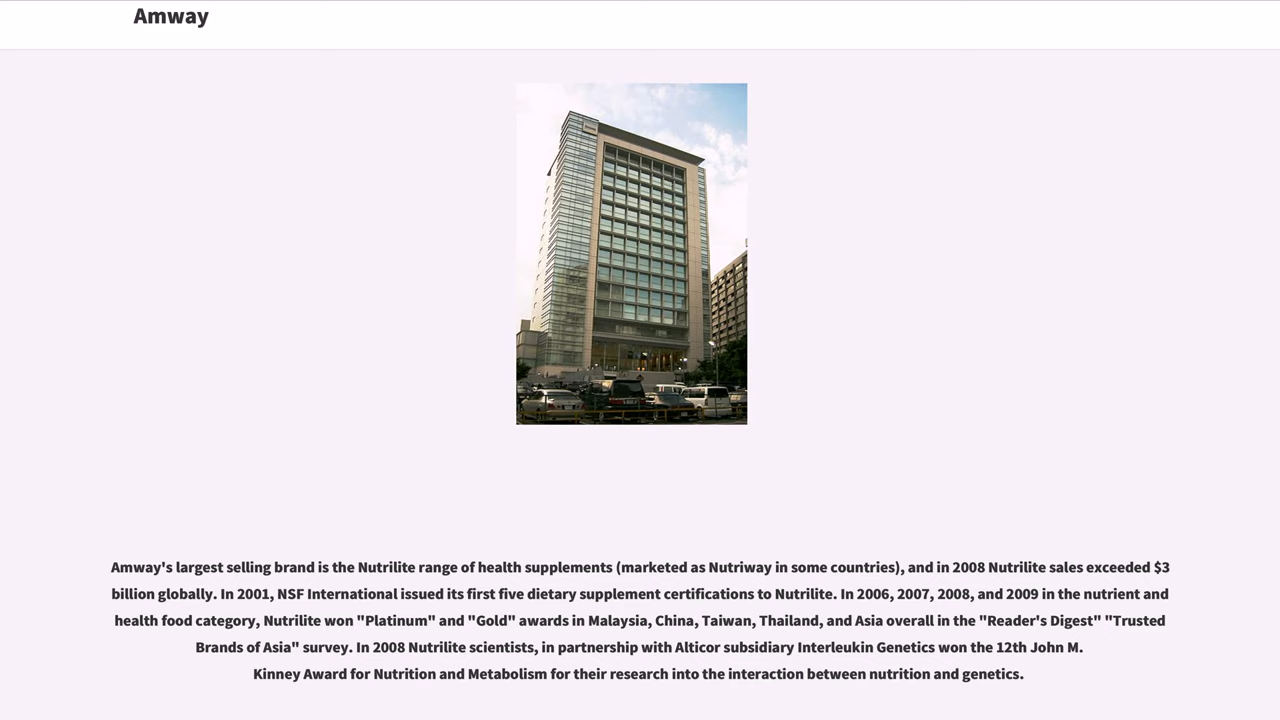 Amway
Amway's largest selling brand is the Nutrilite range of health supplements (marketed as Nutriway in some countries), and in 2008 Nutrilite sales exceeded $3
billion globally. In 2001, NSF International issued its first five dietary supplement certifications to Nutrilite. In 2006, 2007, 2008, and 2009 in the nutrient and
health food category, Nutrilite won "Platinum" and "Gold" awards in Malaysia, China, Taiwan, Thailand, and Asia overall in the "Reader's Digest" "Trusted
Brands of Asia" survey. In 2008 Nutrilite scientists, in partnership with Alticor subsidiary Interleukin Genetics won the 12th John M.
Kinney Award for Nutrition and Metabolism for their research into the interaction between nutrition and genetics.